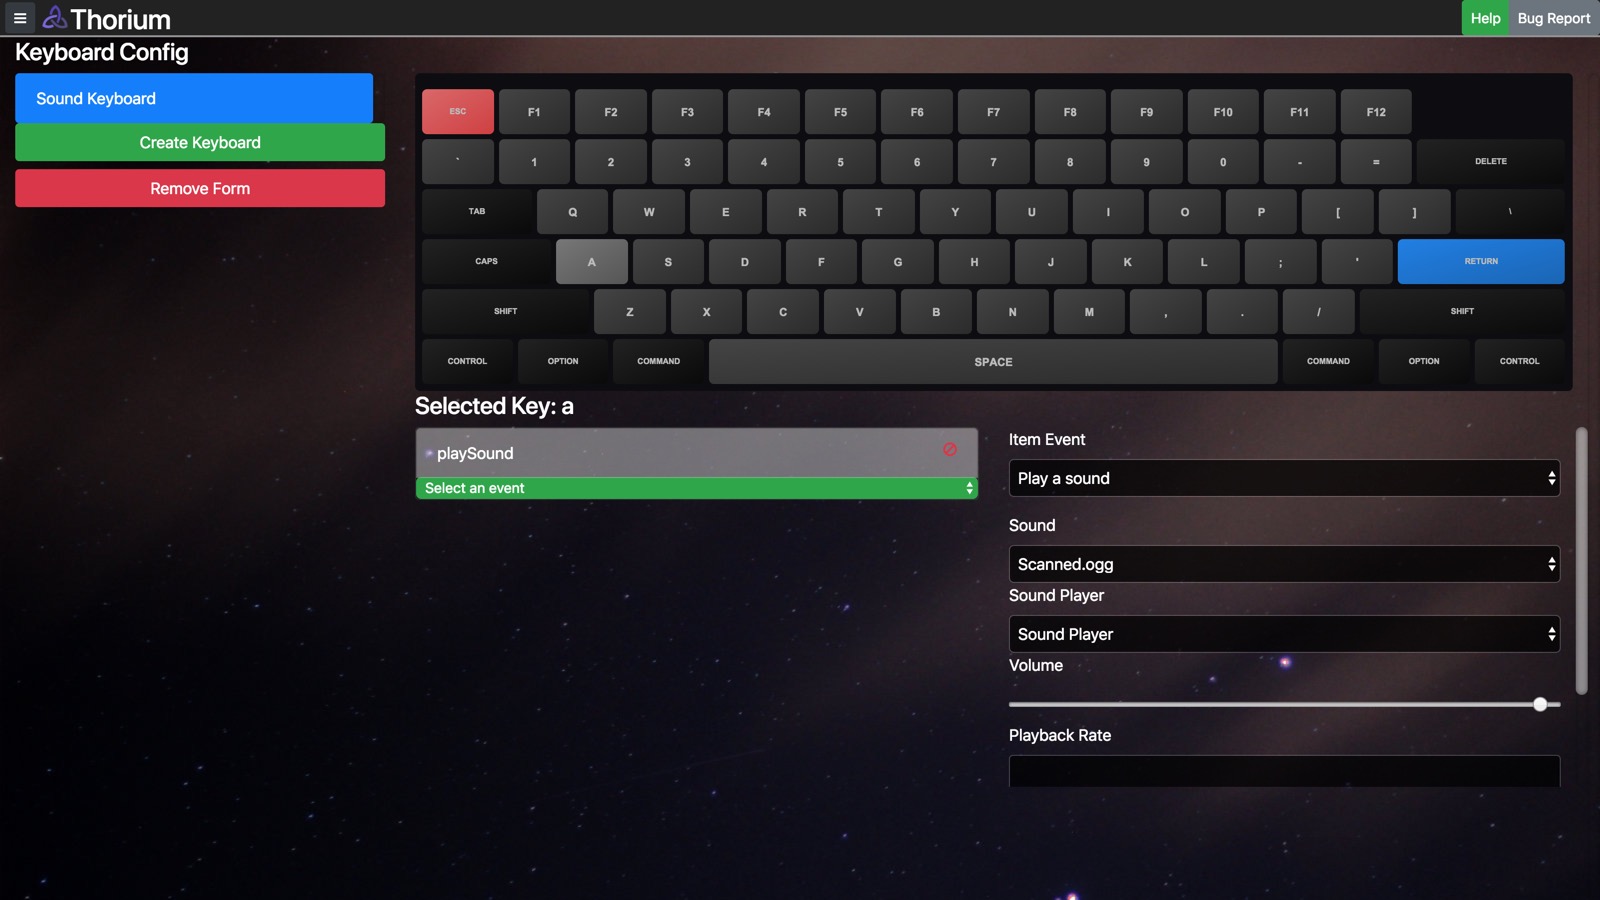 Thorium
Help
Bug Report
Keyboard Config
Sound Keyboard
Create Keyboard
Remove Form
ESC F1 F2 F3 F4 F5 F6 F7 F8 F9 F10 F11 F12
` 1 2 3 4 5 6 7 8 9 0 - = DELETE
TAB Q W E R T Y U I O P [ ] \
CAPS A S D F G H J K L ; ' RETURN
SHIFT Z X C V B N M , . / SHIFT
CONTROL OPTION COMMAND SPACE COMMAND OPTION CONTROL
Selected Key: a
playSound
Select an event
Item Event
Play a sound
Sound
Scanned.ogg
Sound Player
Sound Player
Volume
Playback Rate